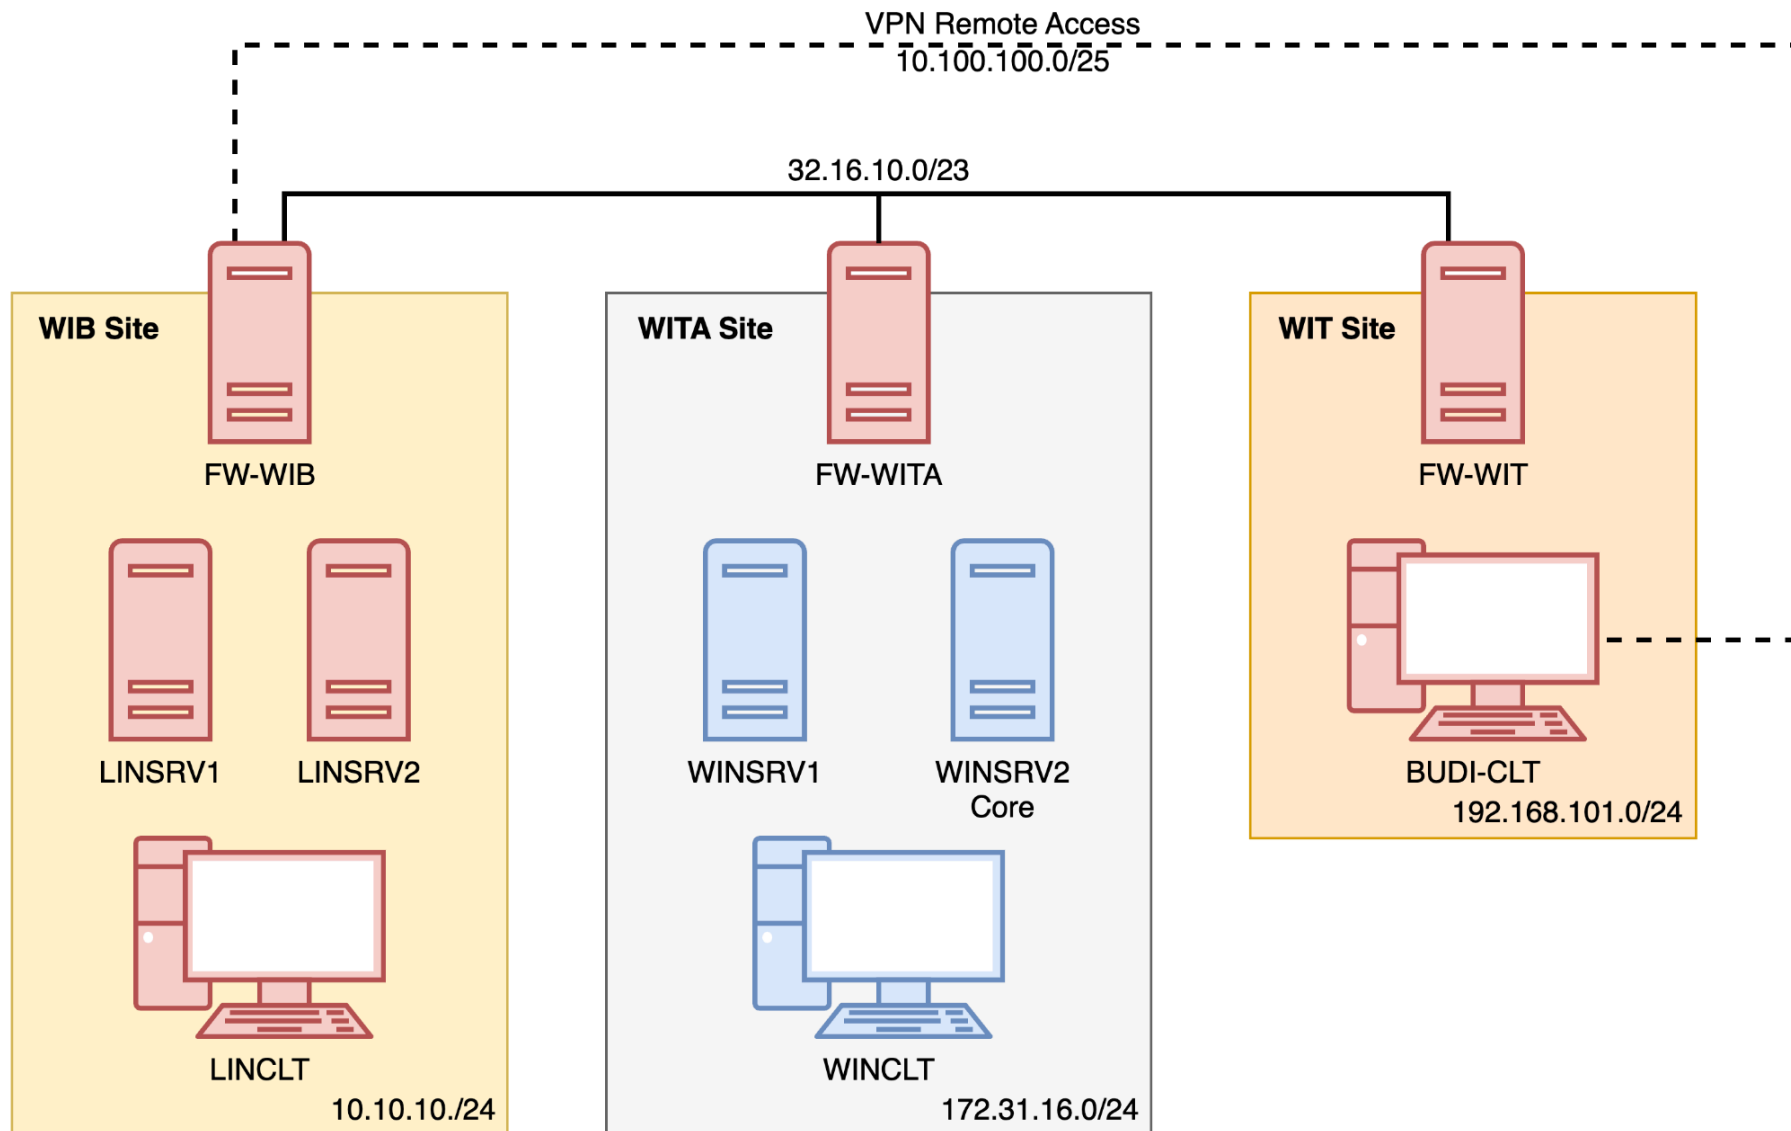 VPN Remote Access
10.100.100.0/25
32.16.10.0/23
WIB Site
FW-WIB
LINSRV1
LINSRV2
LINCLT
10.10.10./24
WITA Site
FW-WITA
WINSRV1
WINSRV2
Core
WINCLT
172.31.16.0/24
WIT Site
FW-WIT
BUDI-CLT
192.168.101.0/24